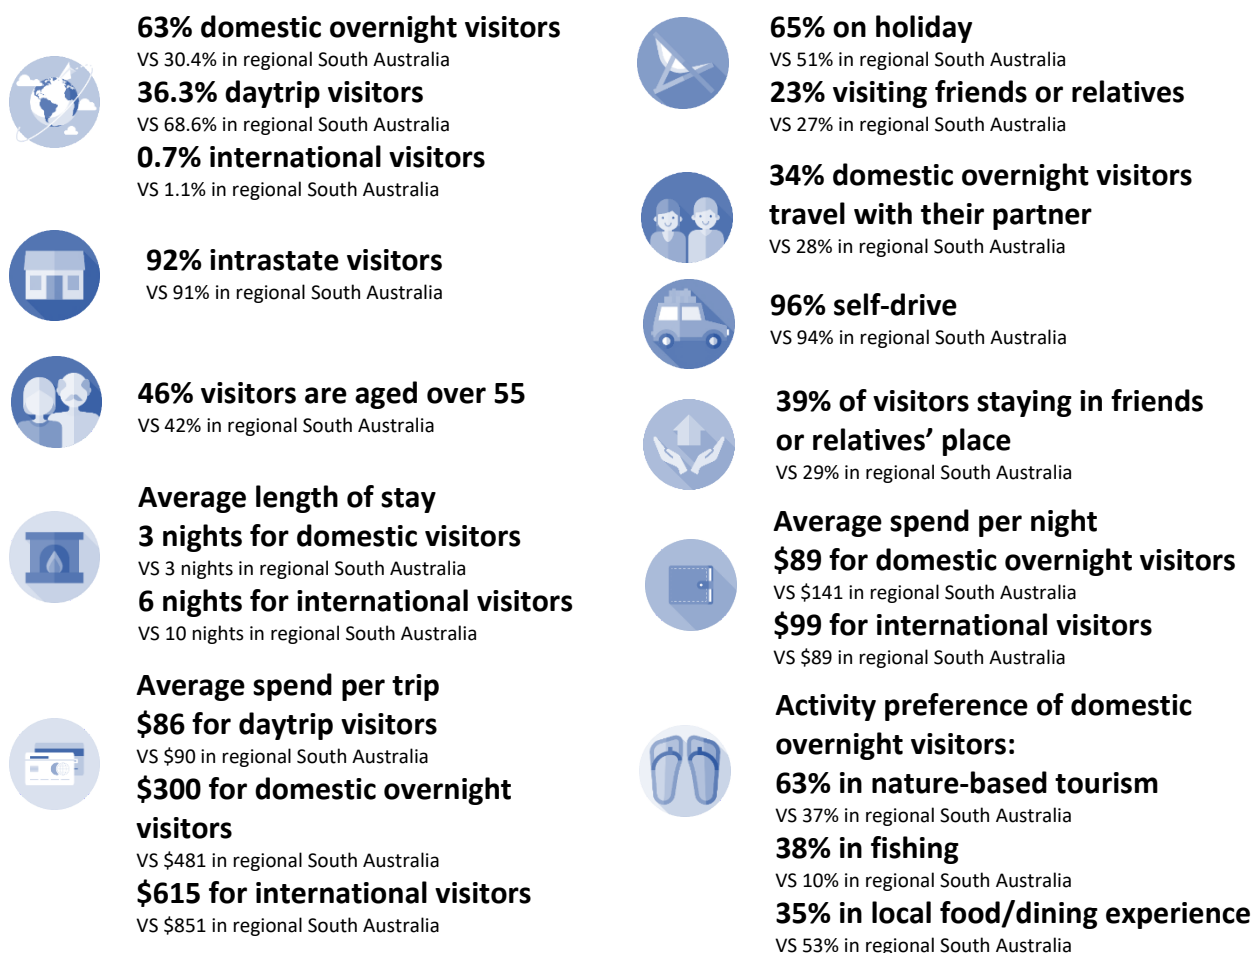 63% domestic overnight visitors
VS 30.4% in regional South Australia
36.3% daytrip visitors
VS 68.6% in regional South Australia
0.7% international visitors
VS 1.1% in regional South Australia
92% intrastate visitors
VS 91% in regional South Australia
46% visitors are aged over 55
VS 42% in regional South Australia
Average length of stay
3 nights for domestic visitors
VS 3 nights in regional South Australia
6 nights for international visitors
VS 10 nights in regional South Australia
Average spend per trip
$86 for daytrip visitors
VS $90 in regional South Australia
$300 for domestic overnight
visitors
VS $481 in regional South Australia
$615 for international visitors
VS $851 in regional South Australia
65% on holiday
VS 51% in regional South Australia
23% visiting friends or relatives
VS 27% in regional South Australia
34% domestic overnight visitors
travel with their partner
VS 28% in regional South Australia
96% self-drive
VS 94% in regional South Australia
39% of visitors staying in friends
or relatives’ place
VS 29% in regional South Australia
Average spend per night
$89 for domestic overnight visitors
VS $141 in regional South Australia
$99 for international visitors
VS $89 in regional South Australia
Activity preference of domestic
overnight visitors:
63% in nature-based tourism
VS 37% in regional South Australia
38% in fishing
VS 10% in regional South Australia
35% in local food/dining experience
VS 53% in regional South Australia